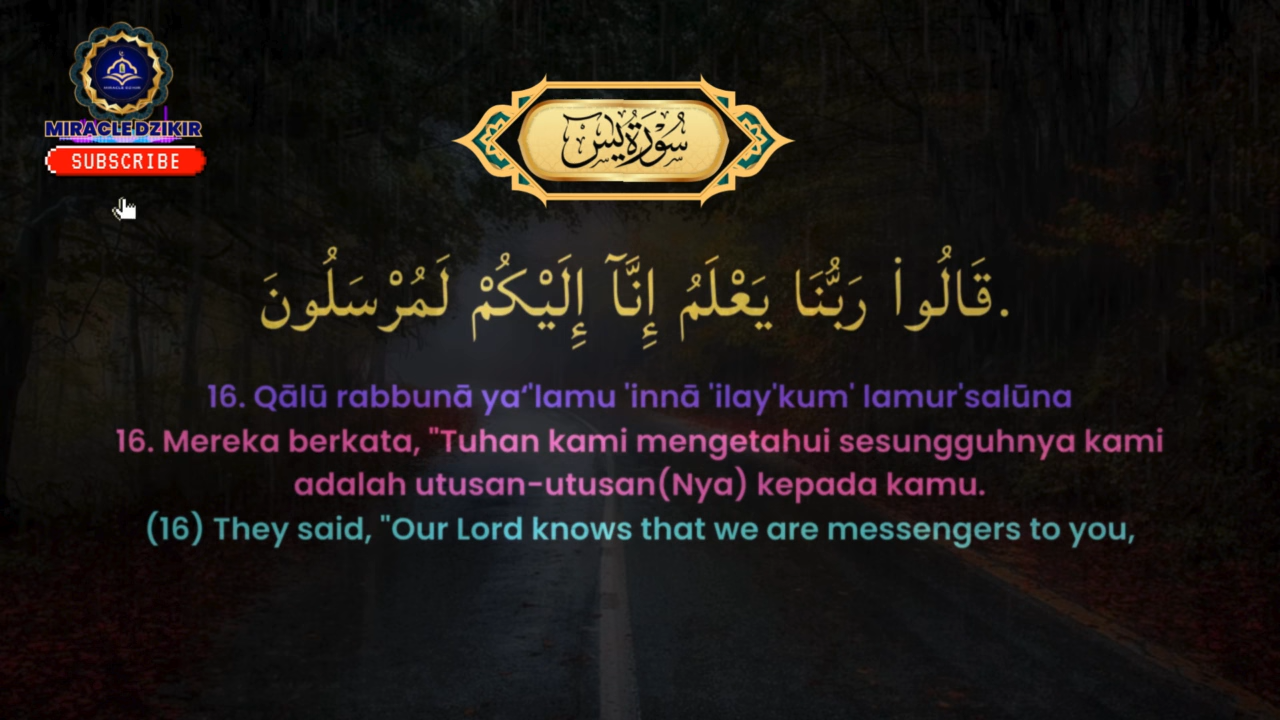 MIRACLE DZIKIR
MIRACLEDZIKIR
SUBSCRIBE
سُوْرَةُ يٰسۤ
قَالُوا۟ رَبُّنَا يَعْلَمُ إِنَّآ إِلَيْكُمْ لَمُرْسَلُونَ.
16. Qālū rabbunā ya‘'lamu 'innā 'ilay'kum' lamur'salūna
16. Mereka berkata, "Tuhan kami mengetahui sesungguhnya kami
adalah utusan-utusan(Nya) kepada kamu.
(16) They said, "Our Lord knows that we are messengers to you,